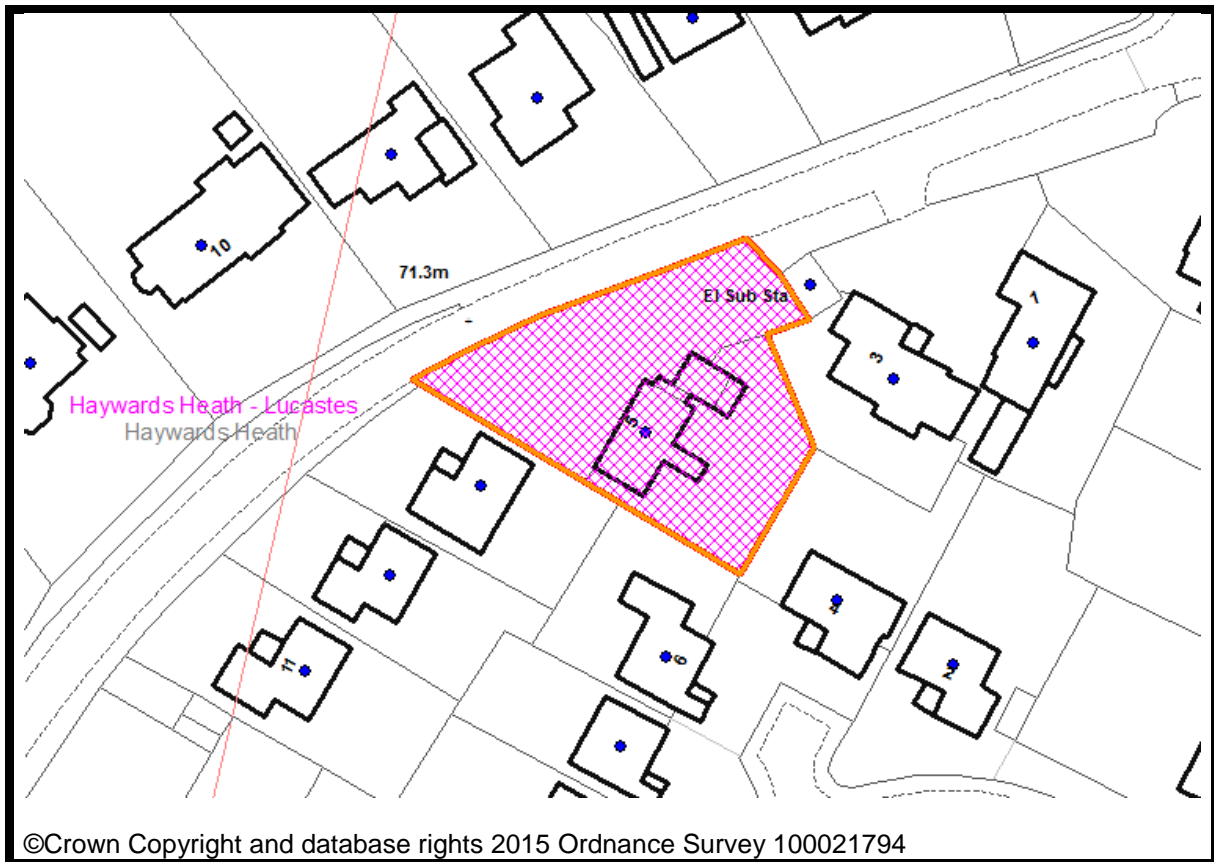 10
71.3m
El Sub Sta
1
3
5
Haywards Heath - Lucastes
Haywards Heath
4
11
6
2
©Crown Copyright and database rights 2015 Ordnance Survey 100021794